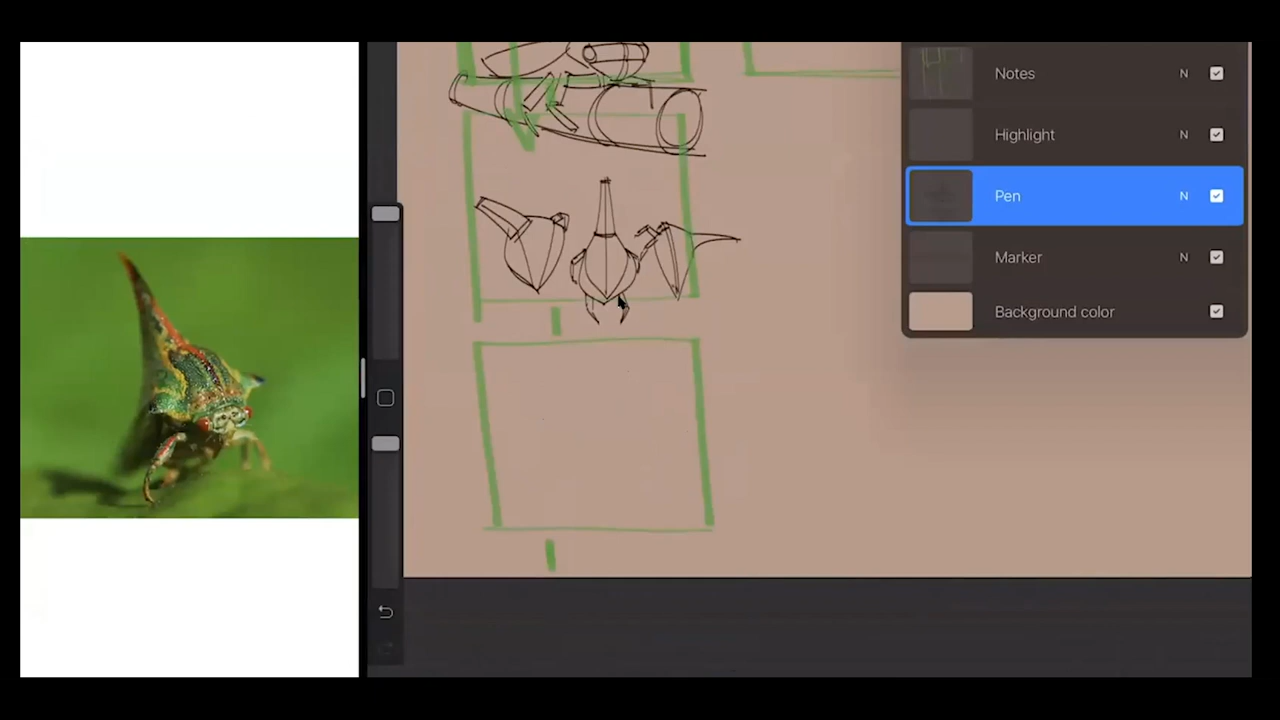 Notes N
Highlight N
Pen N
Marker N
Background color